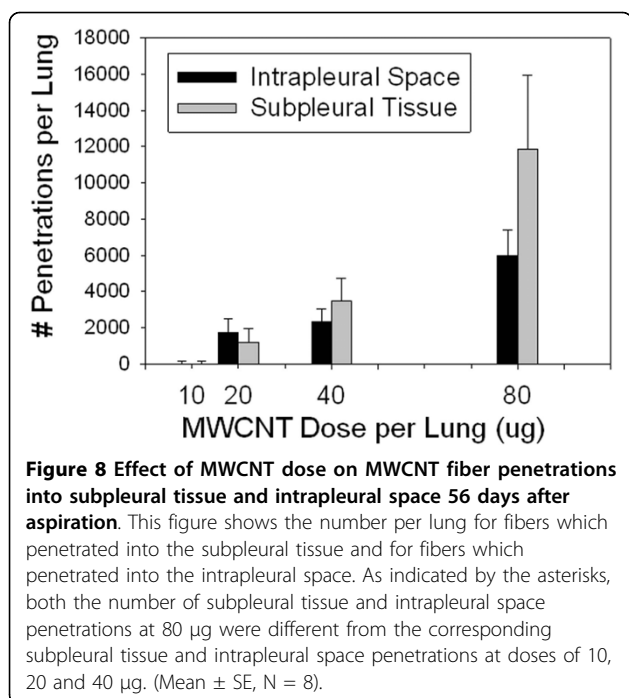 18000
16000
14000
12000
10000
8000
6000
4000
2000
0
# Penetrations per Lung
Intrapleural Space
Subpleural Tissue
10 20 40 80
MWCNT Dose per Lung (ug)
Figure 8 Effect of MWCNT dose on MWCNT fiber penetrations
into subpleural tissue and intrapleural space 56 days after
aspiration. This figure shows the number per lung for fibers which
penetrated into the subpleural tissue and for fibers which
penetrated into the intrapleural space. As indicated by the asterisks,
both the number of subpleural tissue and intrapleural space
penetrations at 80 μg were different from the corresponding
subpleural tissue and intrapleural space penetrations at doses of 10,
20 and 40 μg. (Mean ± SE, N = 8).